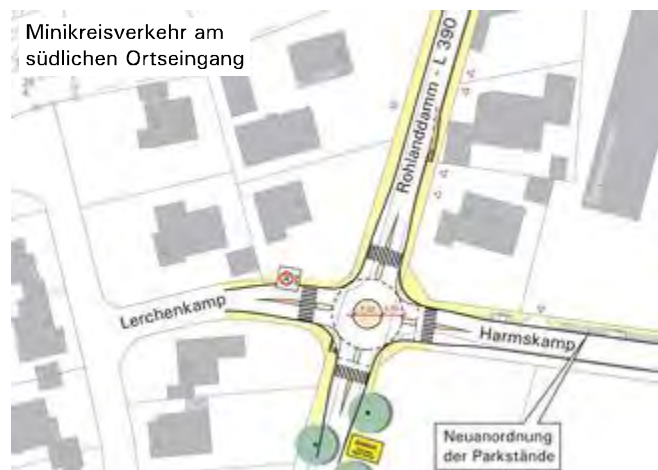 Minikreisverkehr am
südlichen Ortseingang
Rohlanddamm - L 390
Lerchenkamp
Harmskamp
Neuanordnung
der Parkstände